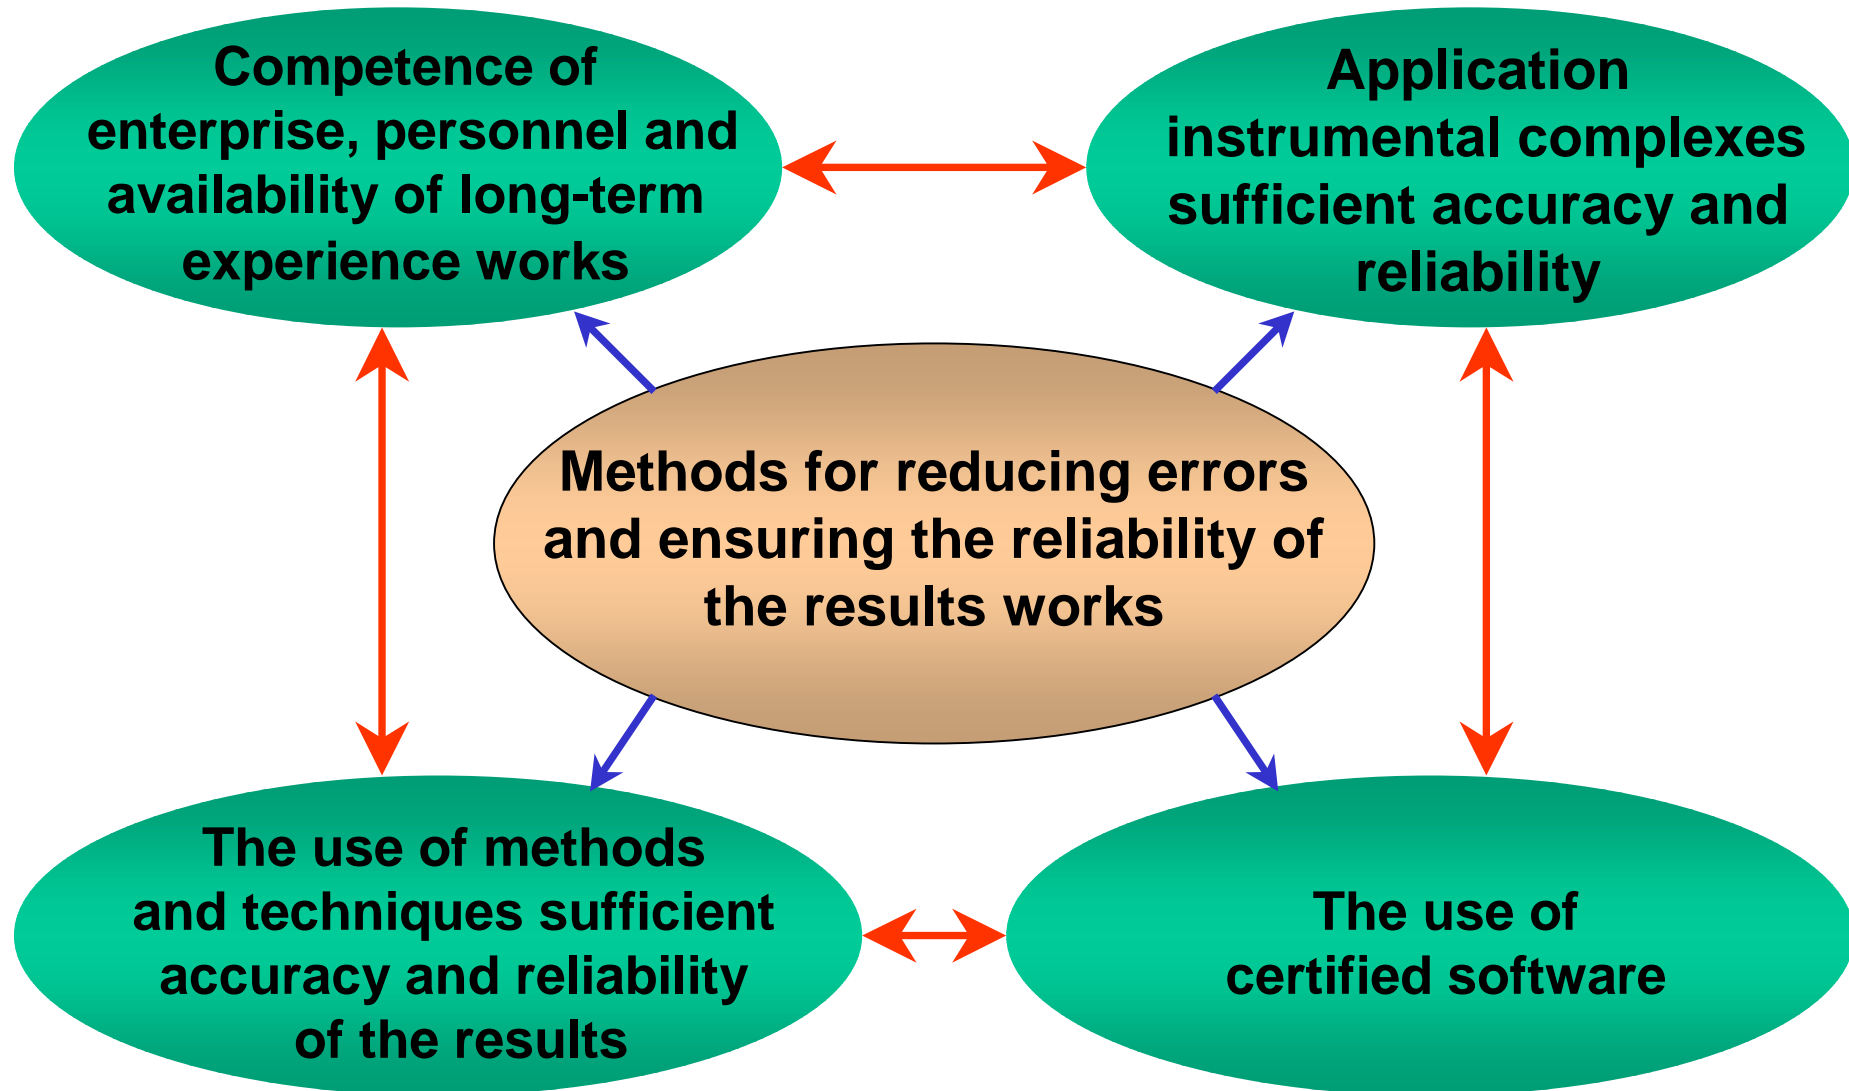 Competence of
enterprise, personnel and
availability of long-term
experience works
Application
instrumental complexes
sufficient accuracy and
reliability
Methods for reducing errors
and ensuring the reliability of
the results works
The use of methods
and techniques sufficient
accuracy and reliability
of the results
The use of
certified software